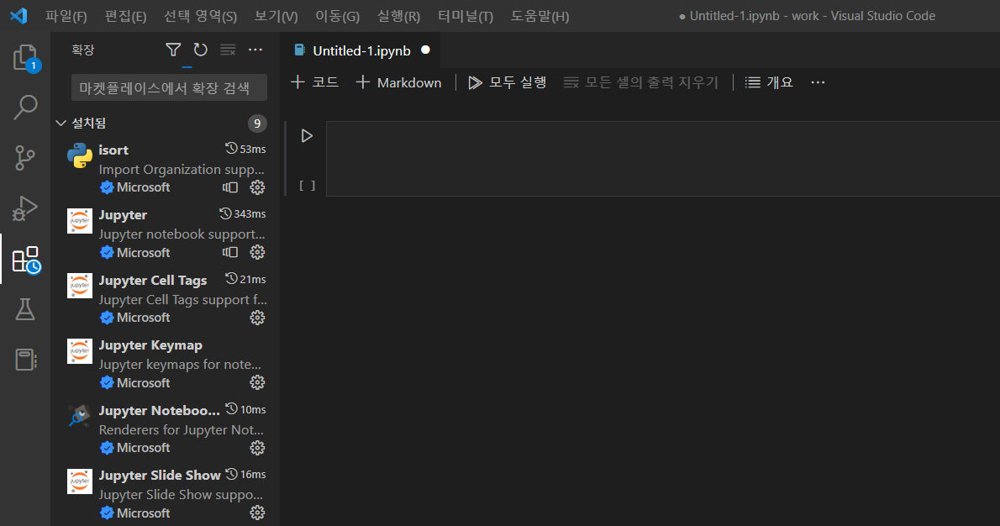 파일(F) 편집(E) 선택 영역(S) 보기(V) 이동(G) 실행(R) 터미널(T) 도움말(H) ● Untitled-1.ipynb - work - Visual Studio Code
1
확장
마켓플레이스에서 확장 검색
설치됨 9
isort 53ms
Import Organization supp...
Microsoft
Jupyter 343ms
Jupyter notebook support...
Microsoft
Jupyter Cell Tags 21ms
Jupyter Cell Tags support f...
Microsoft
Jupyter Keymap
Jupyter keymaps for note...
Microsoft
Jupyter Noteboo... 10ms
Renderers for Jupyter Not...
Microsoft
Jupyter Slide Show 16ms
Jupyter Slide Show suppo...
Microsoft
Untitled-1.ipynb ●
+ 코드 + Markdown 모두 실행 모든 셀의 출력 지우기 개요 ...
[ ]